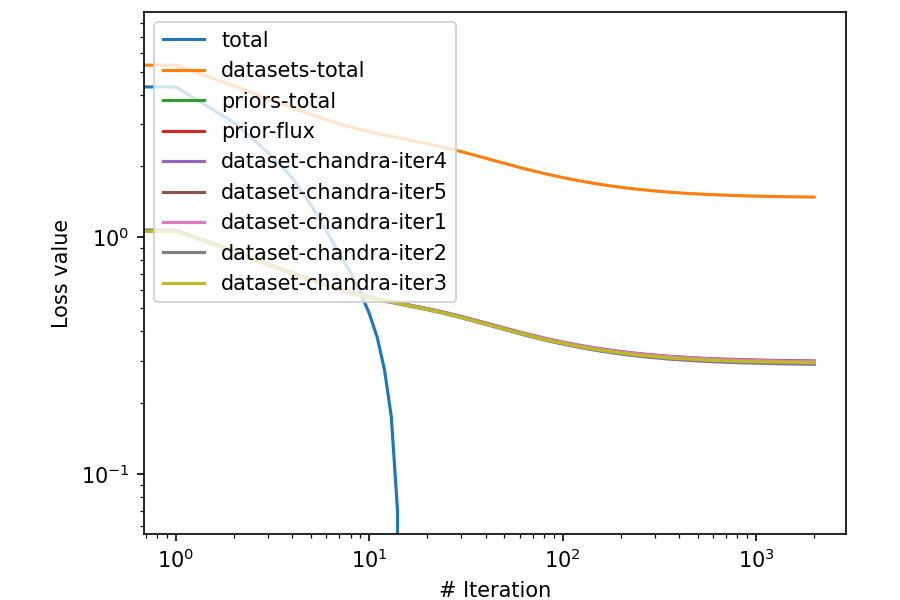 total
datasets-total
priors-total
prior-flux
dataset-chandra-iter4
dataset-chandra-iter5
dataset-chandra-iter1
dataset-chandra-iter2
dataset-chandra-iter3
Loss value
10⁰
10⁻¹
10⁰ 10¹ 10² 10³
# Iteration